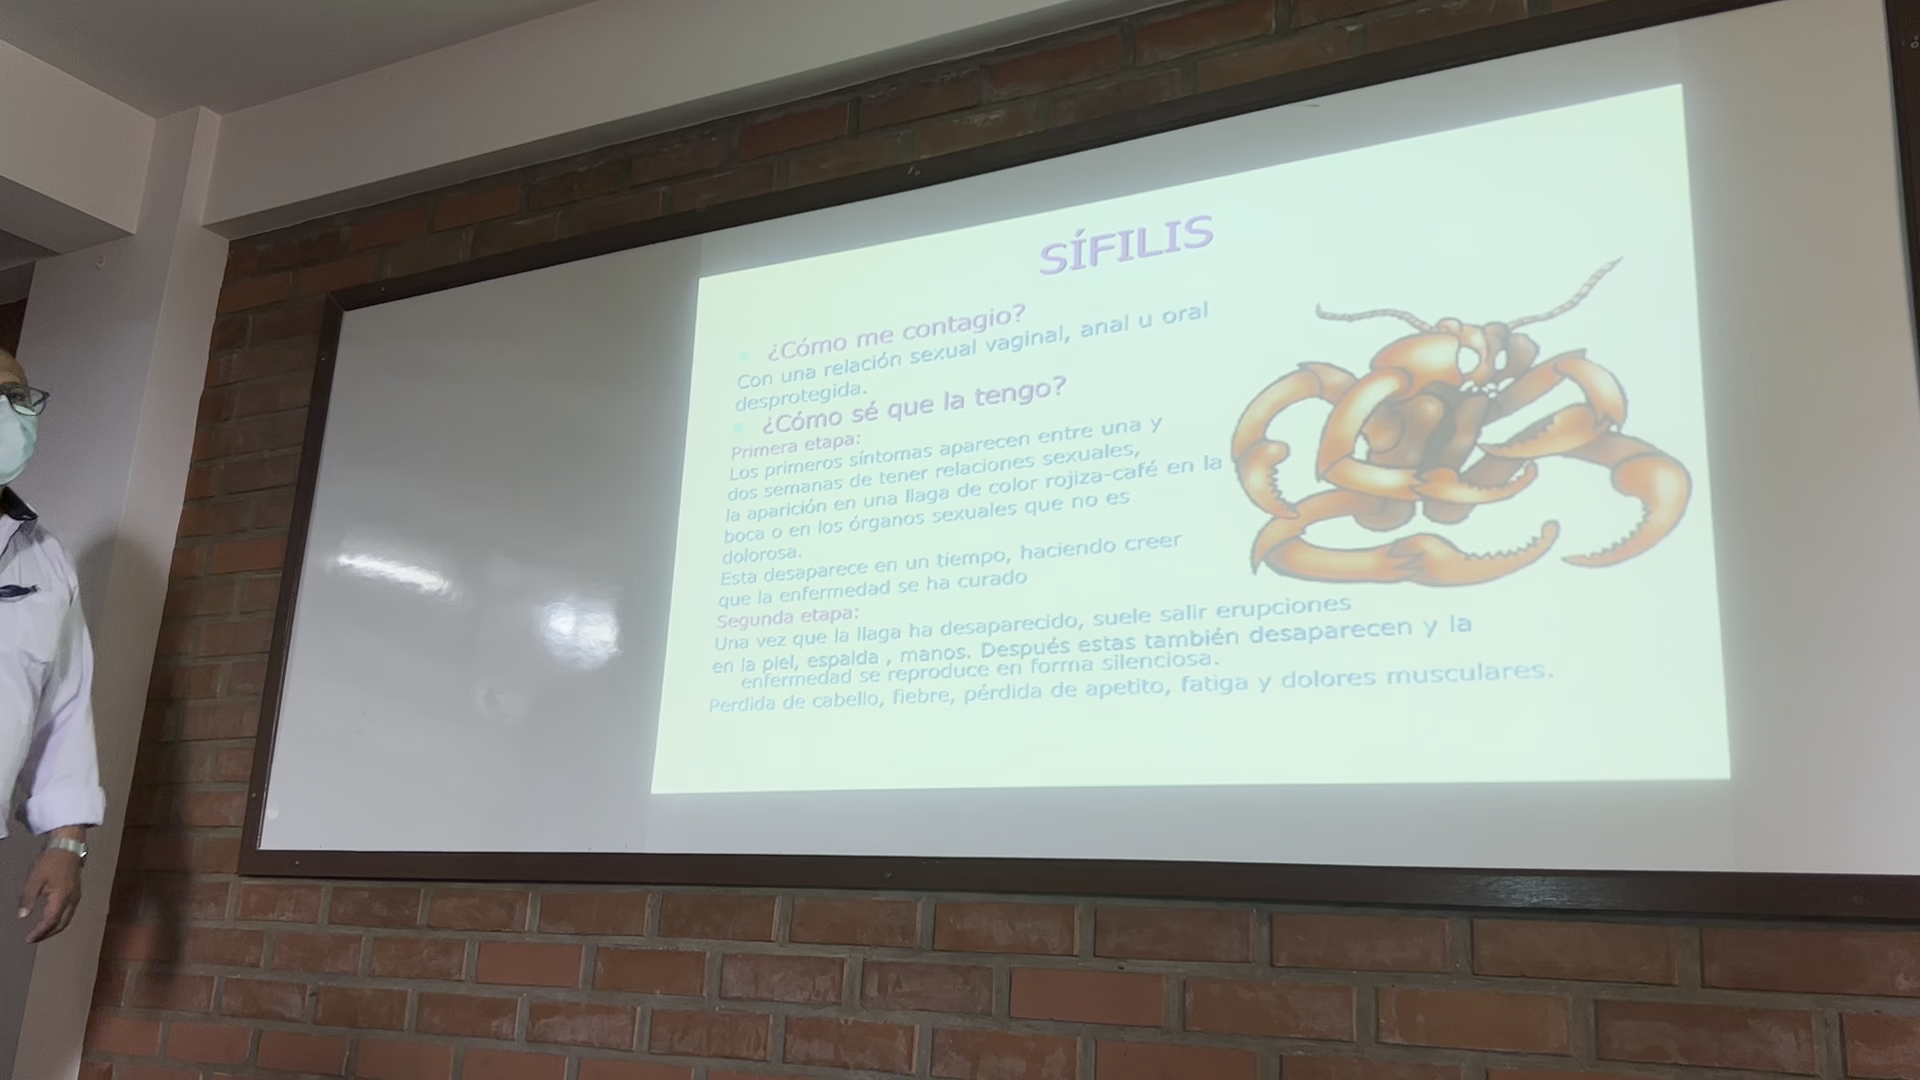 SÍFILIS
¿Cómo me contagio?
Con una relación sexual vaginal, anal u oral
desprotegida.
¿Cómo sé que la tengo?
Primera etapa:
Los primeros síntomas aparecen entre una y
dos semanas de tener relaciones sexuales,
la aparición en una llaga de color rojiza-café en la
boca o en los órganos sexuales que no es
dolorosa.
Esta desaparece en un tiempo, haciendo creer
que la enfermedad se ha curado
Segunda etapa:
Una vez que la llaga ha desaparecido, suele salir erupciones
en la piel, espalda , manos. Después estas también desaparecen y la
enfermedad se reproduce en forma silenciosa.
Perdida de cabello, fiebre, pérdida de apetito, fatiga y dolores musculares.